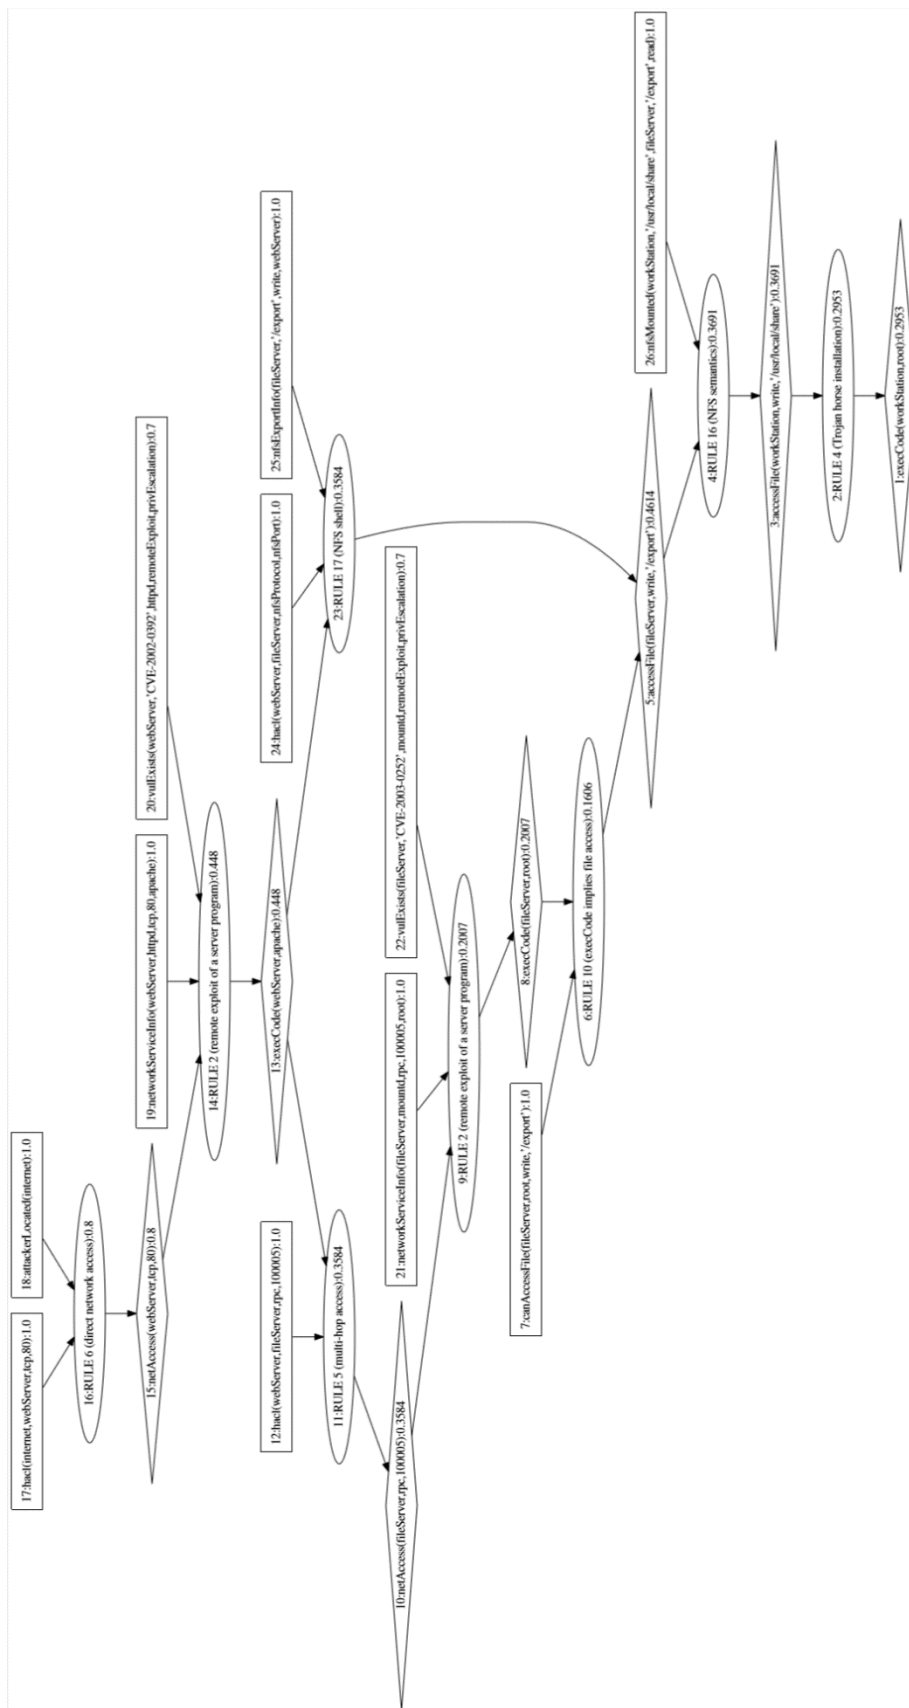 17:hacl(internet,webServer,tcp,80):1.0
18:attackerLocated(internet):1.0
16:RULE 6 (direct network access):0.8
15:netAccess(webServer,tcp,80):0.8
19:networkServiceInfo(webServer,httpd,tcp,80,apache):1.0
20:vulExists(webServer,'CVE-2002-0392',httpd,remoteExploit,privEscalation):0.7
14:RULE 2 (remote exploit of a server program):0.448
12:hacl(webServer,fileServer,rpc,100005):1.0
13:execCode(webServer,apache):0.448
24:hacl(webServer,fileServer,nfsProtocol,nfsPort):1.0
25:nfsExportInfo(fileServer,'/export',write,webServer):1.0
11:RULE 5 (multi-hop access):0.3584
23:RULE 17 (NFS shell):0.3584
10:netAccess(fileServer,rpc,100005):0.3584
21:networkServiceInfo(fileServer,mountd,rpc,100005,root):1.0
22:vulExists(fileServer,'CVE-2003-0252',mountd,remoteExploit,privEscalation):0.7
9:RULE 2 (remote exploit of a server program):0.2007
7:canAccessFile(fileServer,root,write,'/export'):1.0
8:execCode(fileServer,root):0.2007
6:RULE 10 (execCode implies file access):0.1606
5:accessFile(fileServer,write,'/export'):0.4614
26:nfsMounted(workStation,'/usr/local/share',fileServer,'/export',read):1.0
4:RULE 16 (NFS semantics):0.3691
3:accessFile(workStation,write,'/usr/local/share'):0.3691
2:RULE 4 (Trojan horse installation):0.2953
1:execCode(workStation,root):0.2953